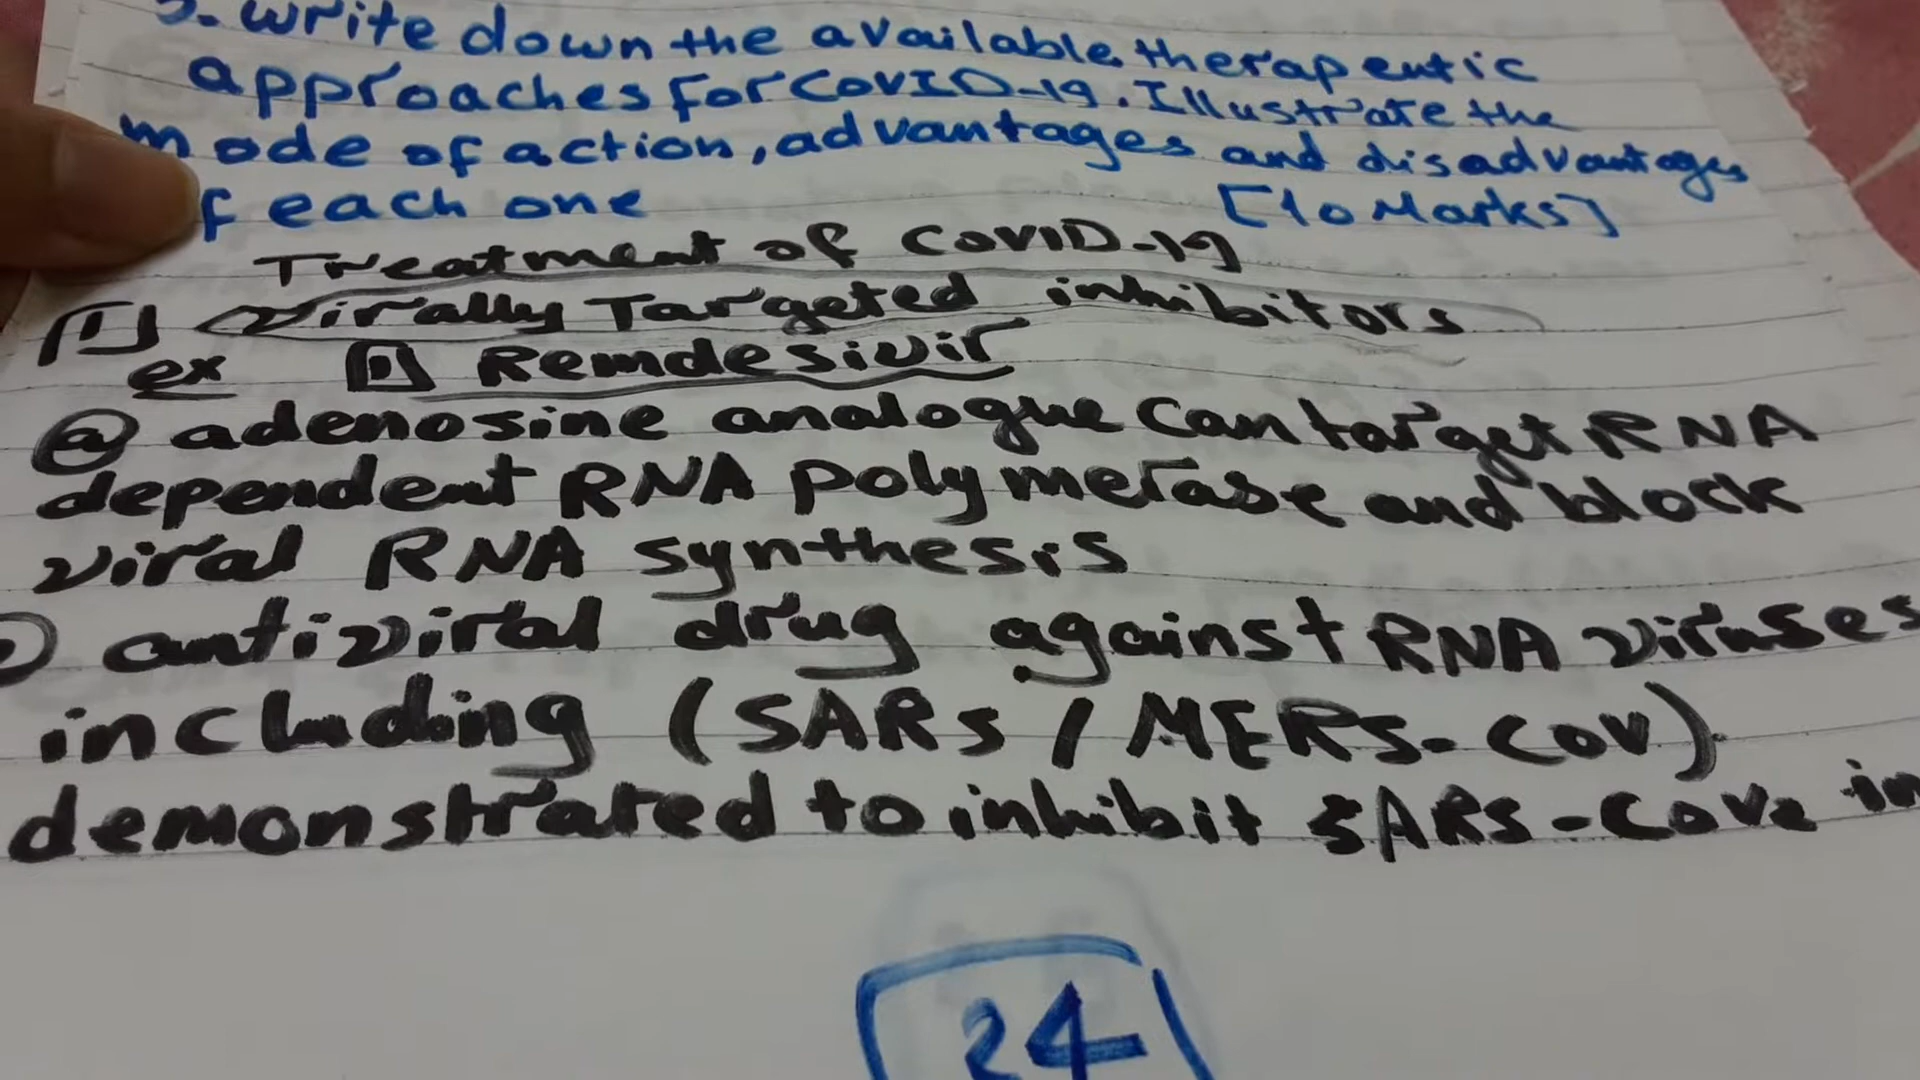 write down the available therapeutic
approaches for COVID-19. Illustrate the
mode of action, advantages and disadvantages
f each one [10 Marks]
Treatment of COVID-19
[1] Virally Targeted inhibitors
ex [1] Remdesivir
ⓐ adenosine analogue can target RNA
dependent RNA polymerase and block
viral RNA synthesis
antiviral drug against RNA viruses
including (SARS / MERS-COV)
demonstrated to inhibit SARS-Cov2 in
24